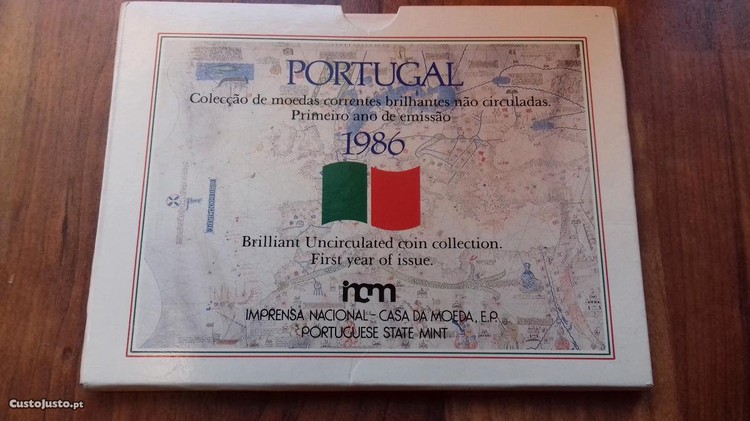 PORTUGAL
Colecção de moedas correntes brilhantes não circuladas.
Primeiro ano de emissão
1986
Brilliant Uncirculated coin collection.
First year of issue.
incm
IMPRENSA NACIONAL - CASA DA MOEDA, E.P.
PORTUGUESE STATE MINT
CustoJusto.pt